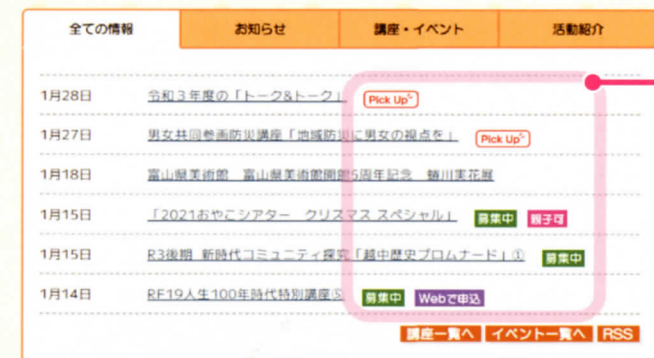 全ての情報 お知らせ 講座・イベント 活動紹介
1月28日 令和3年度の「トーク&トーク」 Pick Up
1月27日 男女共同参画防災講座「地域防災に男女の視点を」 Pick Up
1月18日 富山県美術館 富山県美術館開館5周年記念 蜷川実花展
1月15日 「2021おやこシアター クリスマス スペシャル」 募集中 親子可
1月15日 R3後期 新時代コミュニティ探究「越中歴史プロムナード」① 募集中
1月14日 RF19人生100年時代特別講座⑤ 募集中 Webで申込
講座一覧へ イベント一覧へ RSS